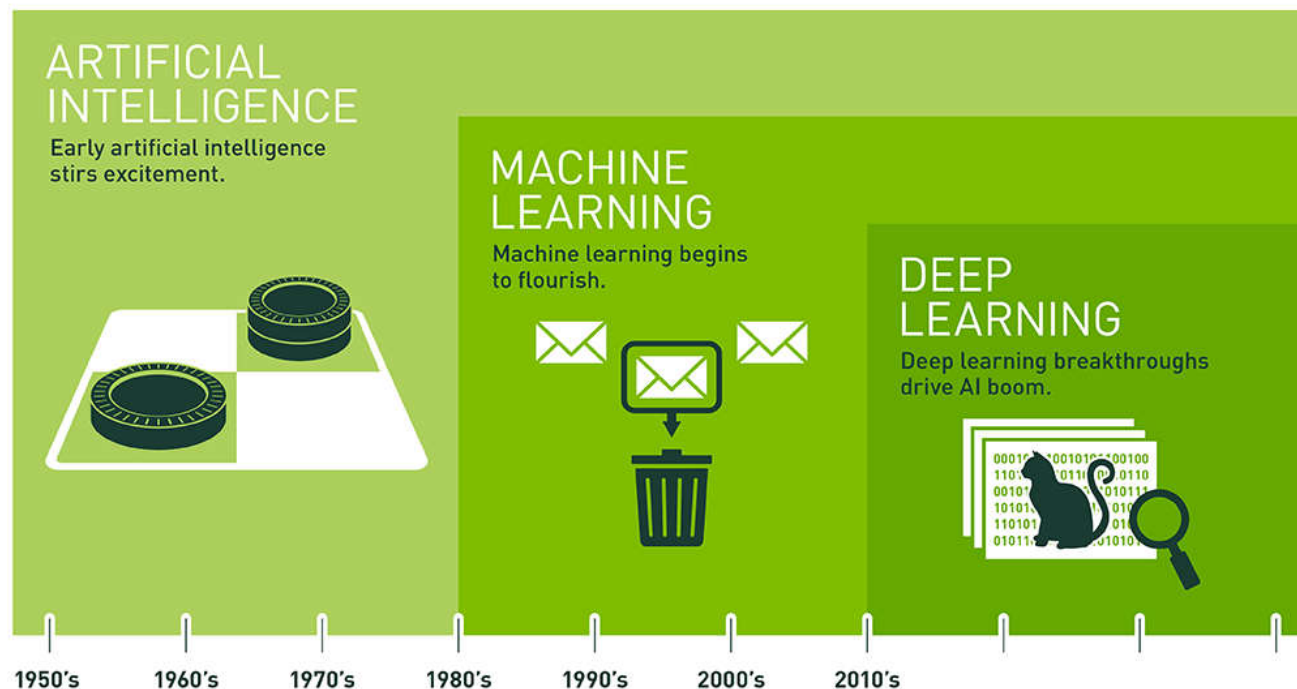 ARTIFICIAL
INTELLIGENCE
Early artificial intelligence
stirs excitement.
MACHINE
LEARNING
Machine learning begins
to flourish.
DEEP
LEARNING
Deep learning breakthroughs
drive AI boom.
1950's 1960's 1970's 1980's 1990's 2000's 2010's